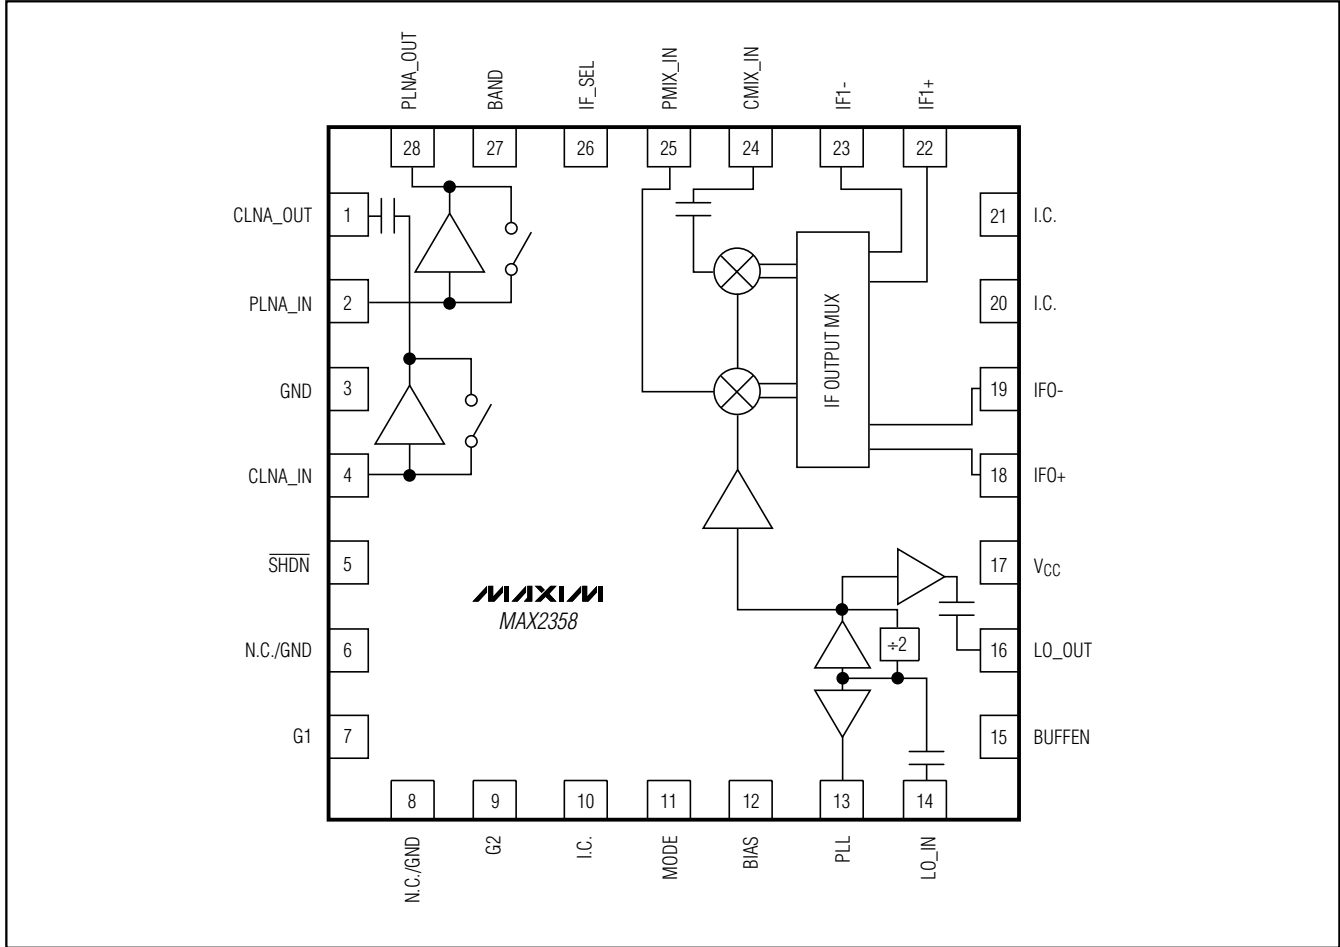 PLNA_OUT
BAND
IF_SEL
PMIX_IN
CMIX_IN
IF1-
IF1+
28
27
26
25
24
23
22
CLNA_OUT
1
21
I.C.
PLNA_IN
2
20
I.C.
GND
3
19
IFO-
CLNA_IN
4
18
IFO+
IF OUTPUT MUX
SHDN
5
17
VCC
MAXIM
MAX2358
÷2
N.C./GND
6
16
LO_OUT
G1
7
15
BUFFEN
8
9
10
11
12
13
14
N.C./GND
G2
I.C.
MODE
BIAS
PLL
LO_IN